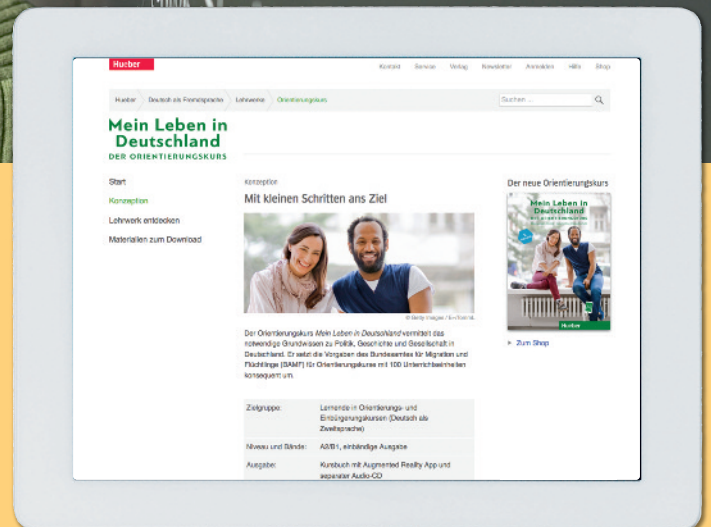 Hueber
Kontakt Service Verlag Newsletter Anmelden Hilfe Shop
Hueber Deutsch als Fremdsprache Lehrwerke Orientierungskurs
Suchen ...
Mein Leben in
Deutschland
DER ORIENTIERUNGSKURS
Start
Konzeption
Lehrwerk entdecken
Materialien zum Download
Konzeption
Mit kleinen Schritten ans Ziel
© Getty Images / E+
Der Orientierungskurs Mein Leben in Deutschland vermittelt das
notwendige Grundwissen zu Politik, Geschichte und Gesellschaft in
Deutschland. Er setzt die Vorgaben des Bundesamtes für Migration und
Flüchtlinge (BAMF) für Orientierungskurse mit 100 Unterrichtseinheiten
konsequent um.
Zielgruppe: Lernende in Orientierungs- und
Einbürgerungskursen (Deutsch als
Zweitsprache)
Niveau und Bände: A2/B1, einbändige Ausgabe
Ausgabe: Kursbuch mit Augmented Reality App und
separater Audio-CD
Der neue Orientierungskurs
Mein Leben in
Deutschland
Hueber
Zum Shop